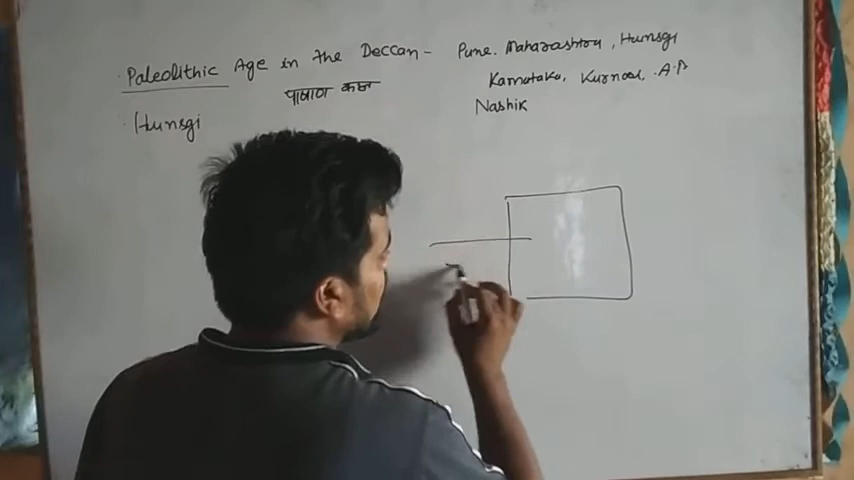 Paleolithic Age in the Deccan - Pune. Maharashtra, Hunsgi
पाषाण काल Karnataka, Kurnool, A.P
Hunsgi Nashik